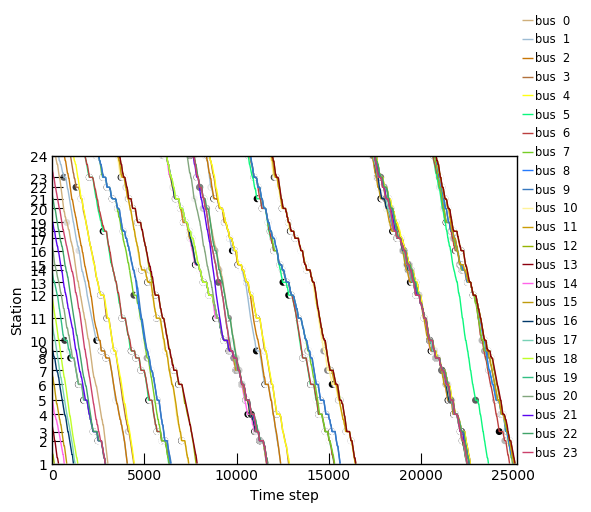 bus 0
bus 1
bus 2
bus 3
bus 4
bus 5
bus 6
bus 7
bus 8
bus 9
bus 10
bus 11
bus 12
bus 13
bus 14
bus 15
bus 16
bus 17
bus 18
bus 19
bus 20
bus 21
bus 22
bus 23
24
23
22
21
20
19
18
17
16
15
14
13
12
11
10
9
8
7
6
5
4
3
2
1
Station
0 5000 10000 15000 20000 25000
Time step